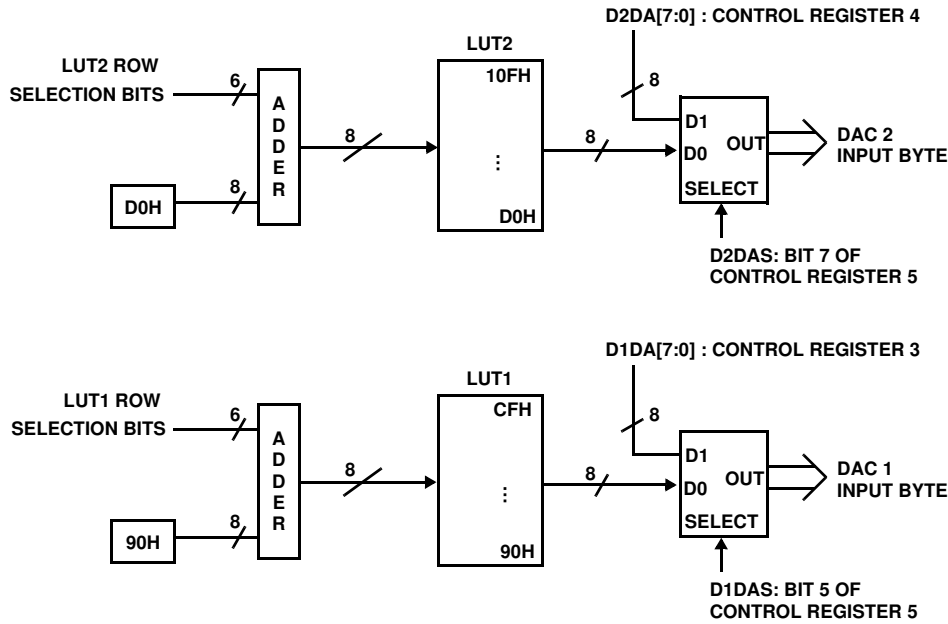 D2DA[7:0] : CONTROL REGISTER 4
LUT2
LUT2 ROW
SELECTION BITS
6
8
D0H
A
D
D
E
R
8
10FH
...
D0H
8
8
D1
D0
OUT
SELECT
DAC 2
INPUT BYTE
D2DAS: BIT 7 OF
CONTROL REGISTER 5
D1DA[7:0] : CONTROL REGISTER 3
LUT1
LUT1 ROW
SELECTION BITS
6
8
90H
A
D
D
E
R
8
CFH
...
90H
8
8
D1
D0
OUT
SELECT
DAC 1
INPUT BYTE
D1DAS: BIT 5 OF
CONTROL REGISTER 5